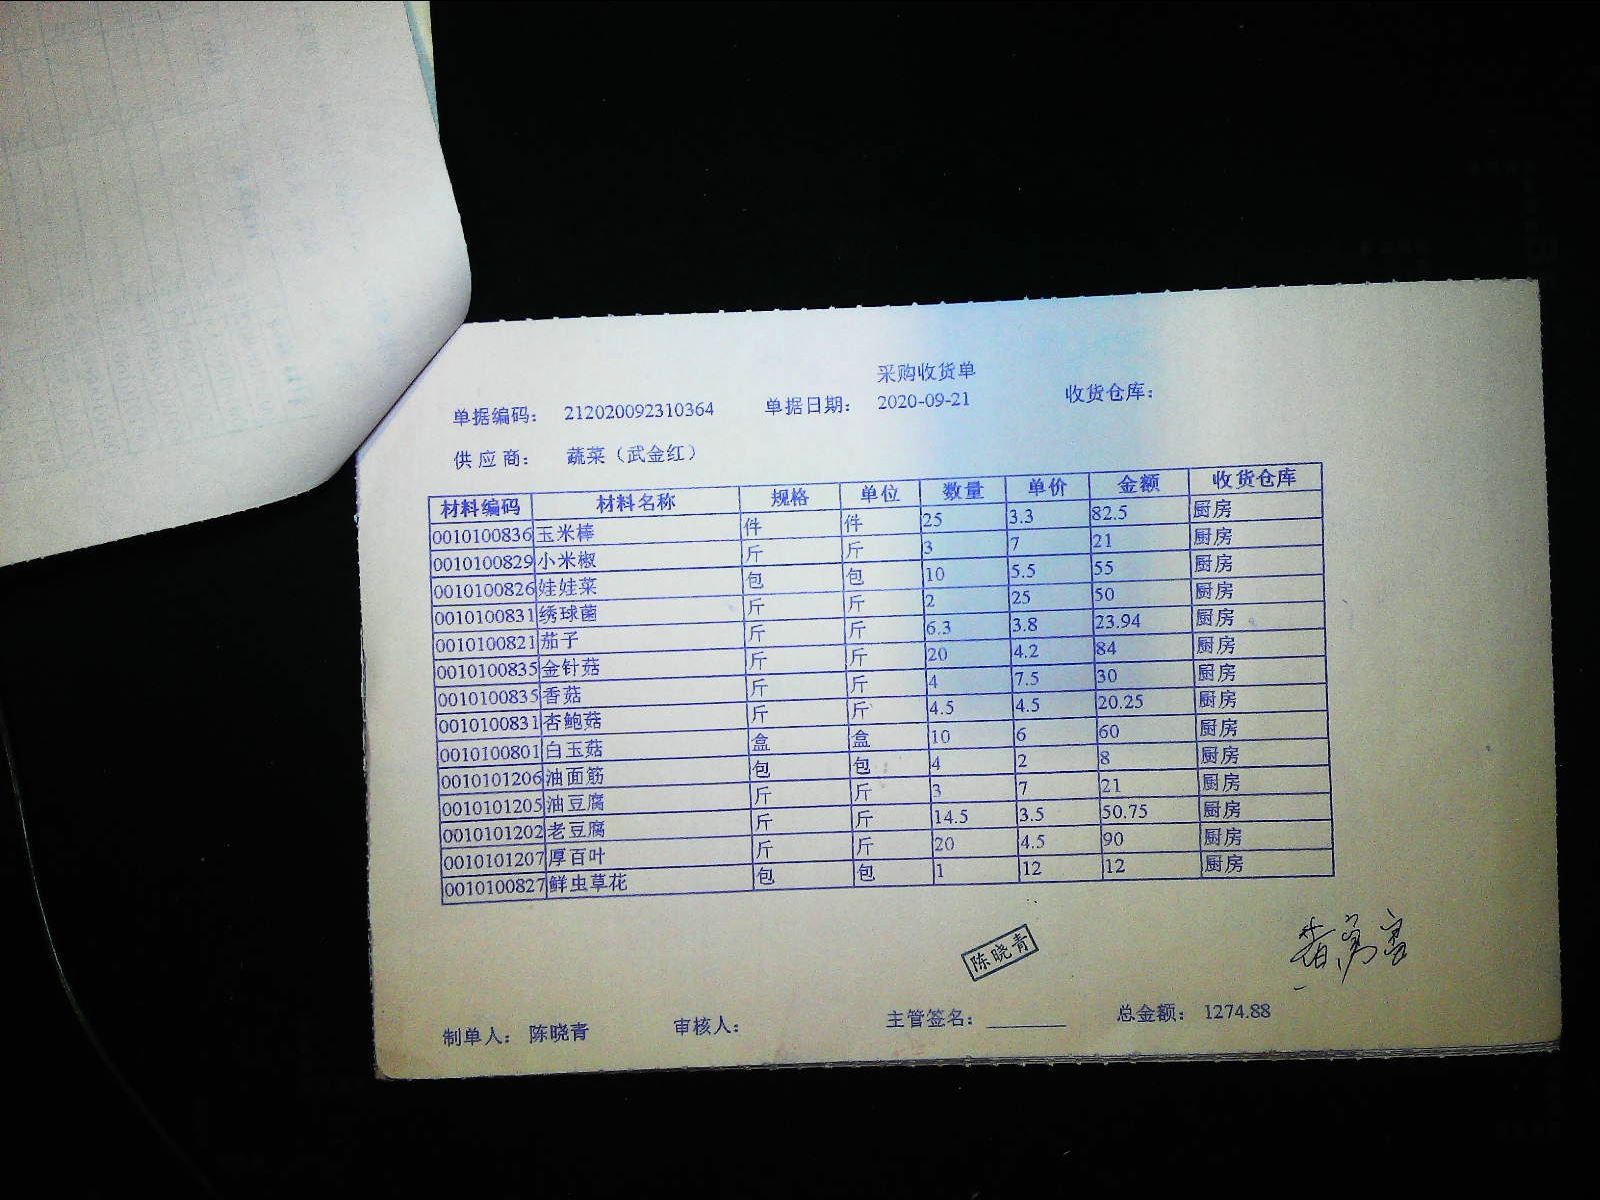 采购收货单
单据编码: 212020092310364 单据日期: 2020-09-21 收货仓库:
供应商: 蔬菜（武金红）
材料编码 材料名称 规格 单位 数量 单价 金额 收货仓库
0010100836 玉米棒 件 件 25 3.3 82.5 厨房
0010100829 小米椒 斤 斤 3 7 21 厨房
0010100826 娃娃菜 包 包 10 5.5 55 厨房
0010100831 绣球菌 斤 斤 2 25 50 厨房
0010100821 茄子 斤 斤 6.3 3.8 23.94 厨房
0010100835 金针菇 斤 斤 20 4.2 84 厨房
0010100835 香菇 斤 斤 4 7.5 30 厨房
0010100831 杏鲍菇 斤 斤 4.5 4.5 20.25 厨房
0010100801 白玉菇 盒 盒 10 6 60 厨房
0010101206 油面筋 包 包 4 2 8 厨房
0010101205 油豆腐 斤 斤 3 7 21 厨房
0010101202 老豆腐 斤 斤 14.5 3.5 50.75 厨房
0010101207 厚百叶 斤 斤 20 4.5 90 厨房
0010100827 鲜虫草花 包 包 1 12 12 厨房
陈晓青
制单人: 陈晓青 审核人: 主管签名: 总金额: 1274.88